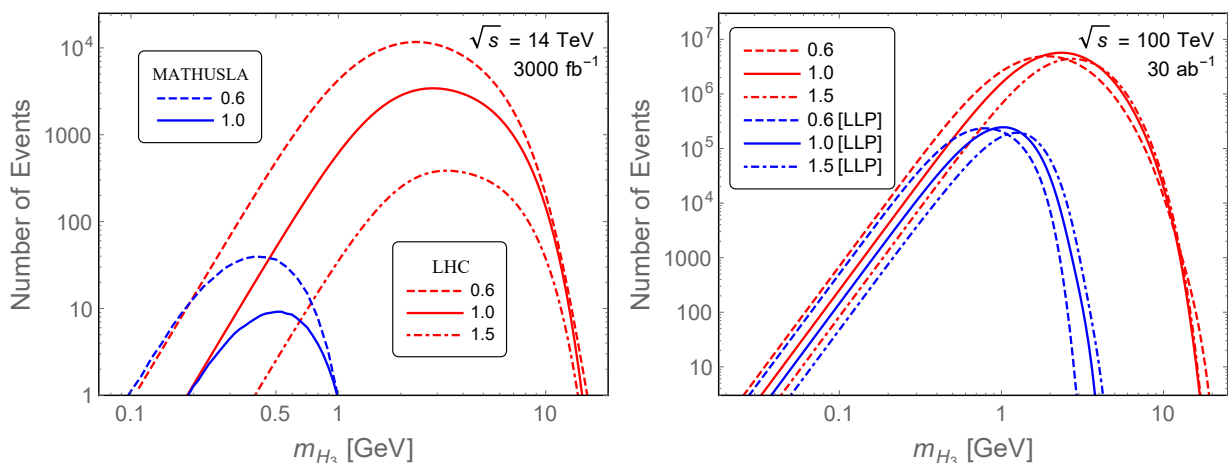 √s = 14 TeV
3000 fb⁻¹
MATHUSLA
0.6
1.0
LHC
0.6
1.0
1.5
Number of Events
10⁴
1000
100
10
1
0.1
0.5
1
10
m_H₃ [GeV]
√s = 100 TeV
30 ab⁻¹
0.6
1.0
1.5
0.6 [LLP]
1.0 [LLP]
1.5 [LLP]
Number of Events
10⁷
10⁶
10⁵
10⁴
1000
100
10
0.1
1
10
m_H₃ [GeV]